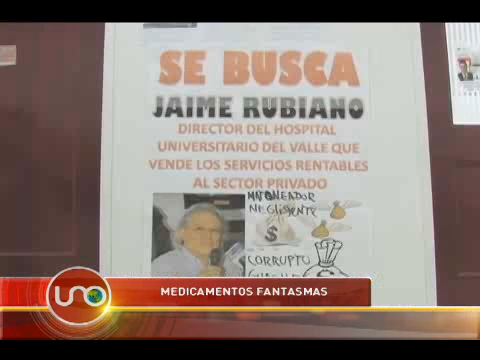 SE BUSCA
JAIME RUBIANO
DIRECTOR DEL HOSPITAL
UNIVERSITARIO DEL VALLE QUE
VENDE LOS SERVICIOS RENTABLES
AL SECTOR PRIVADO
NEGLIGENTE
$
CORRUPTO
$
UNO
MEDICAMENTOS FANTASMAS